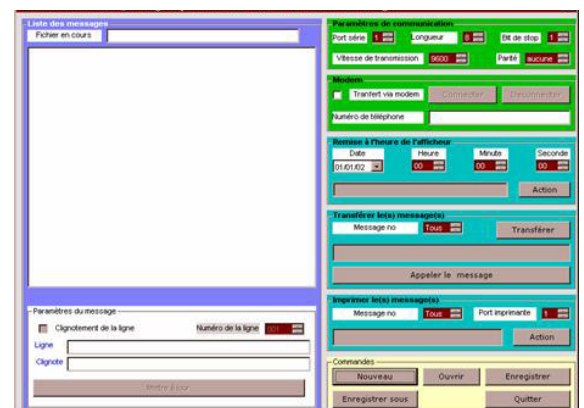 Liste des messages
Fichier en cours
Paramètres du message
Clignotement de la ligne
Numéro de la ligne 001
Ligne
Clignote
Mettre à jour
Paramètres de communication
Port série 1 Longueur 8 Bit de stop 1
Vitesse de transmission 9600 Parité aucune
Modem
Tranfert via modem Connecter Deconnecter
Numéro de téléphone
Remise à l'heure de l'afficheur
Date Heure Minute Seconde
01/01/02 00 00 00
Action
Transférer le(s) message(s)
Message no Tous Transférer
Appeler le message
Imprimer le(s) message(s)
Message no Tous Port imprimante 1
Action
Commandes
Nouveau Ouvrir Enregistrer
Enregistrer sous Quitter